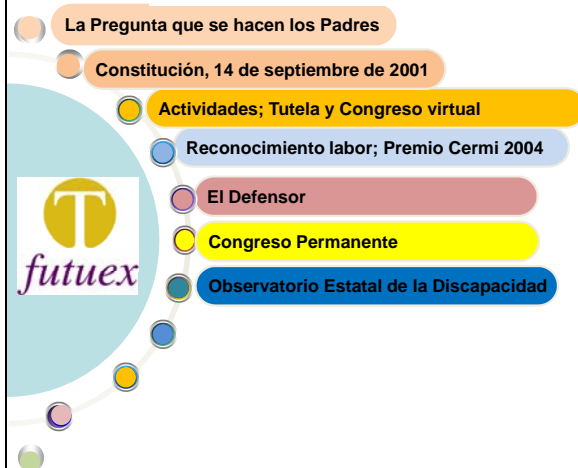 La Pregunta que se hacen los Padres
Constitución, 14 de septiembre de 2001
Actividades; Tutela y Congreso virtual
Reconocimiento labor; Premio Cermi 2004
El Defensor
T
futuex
Congreso Permanente
Observatorio Estatal de la Discapacidad